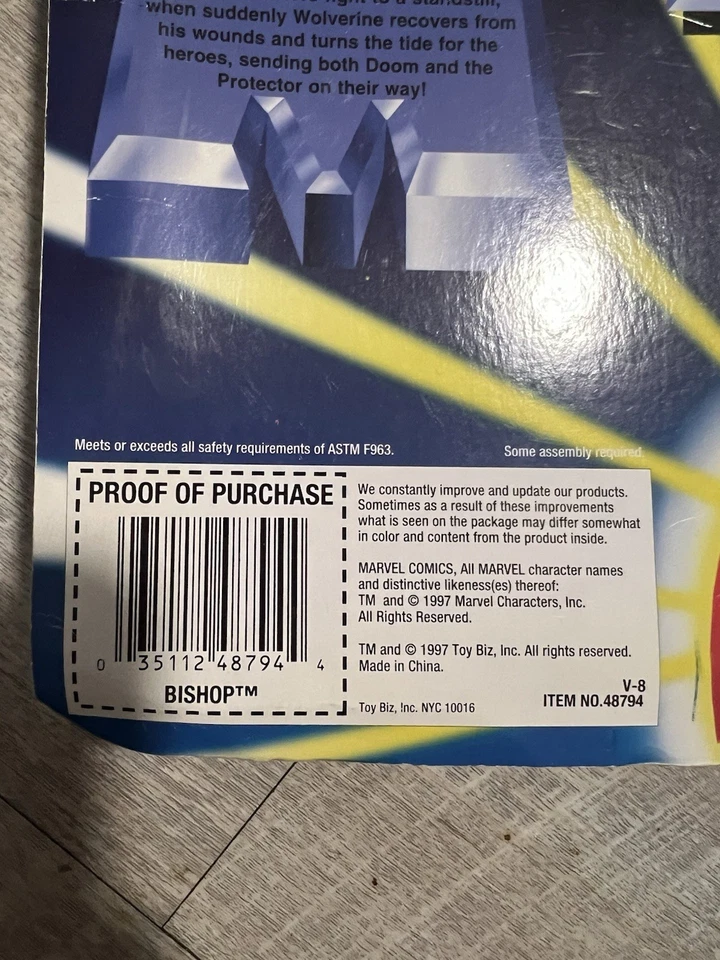 to a standstill,
when suddenly Wolverine recovers from
his wounds and turns the tide for the
heroes, sending both Doom and the
Protector on their way!
Meets or exceeds all safety requirements of ASTM F963.
Some assembly required.
PROOF OF PURCHASE
0 35112 48794 4
BISHOP™
We constantly improve and update our products.
Sometimes as a result of these improvements
what is seen on the package may differ somewhat
in color and content from the product inside.
MARVEL COMICS, All MARVEL character names
and distinctive likeness(es) thereof:
TM and © 1997 Marvel Characters, Inc.
All Rights Reserved.
TM and © 1997 Toy Biz, Inc. All rights reserved.
Made in China.
V-8
Toy Biz, Inc. NYC 10016
ITEM NO.48794